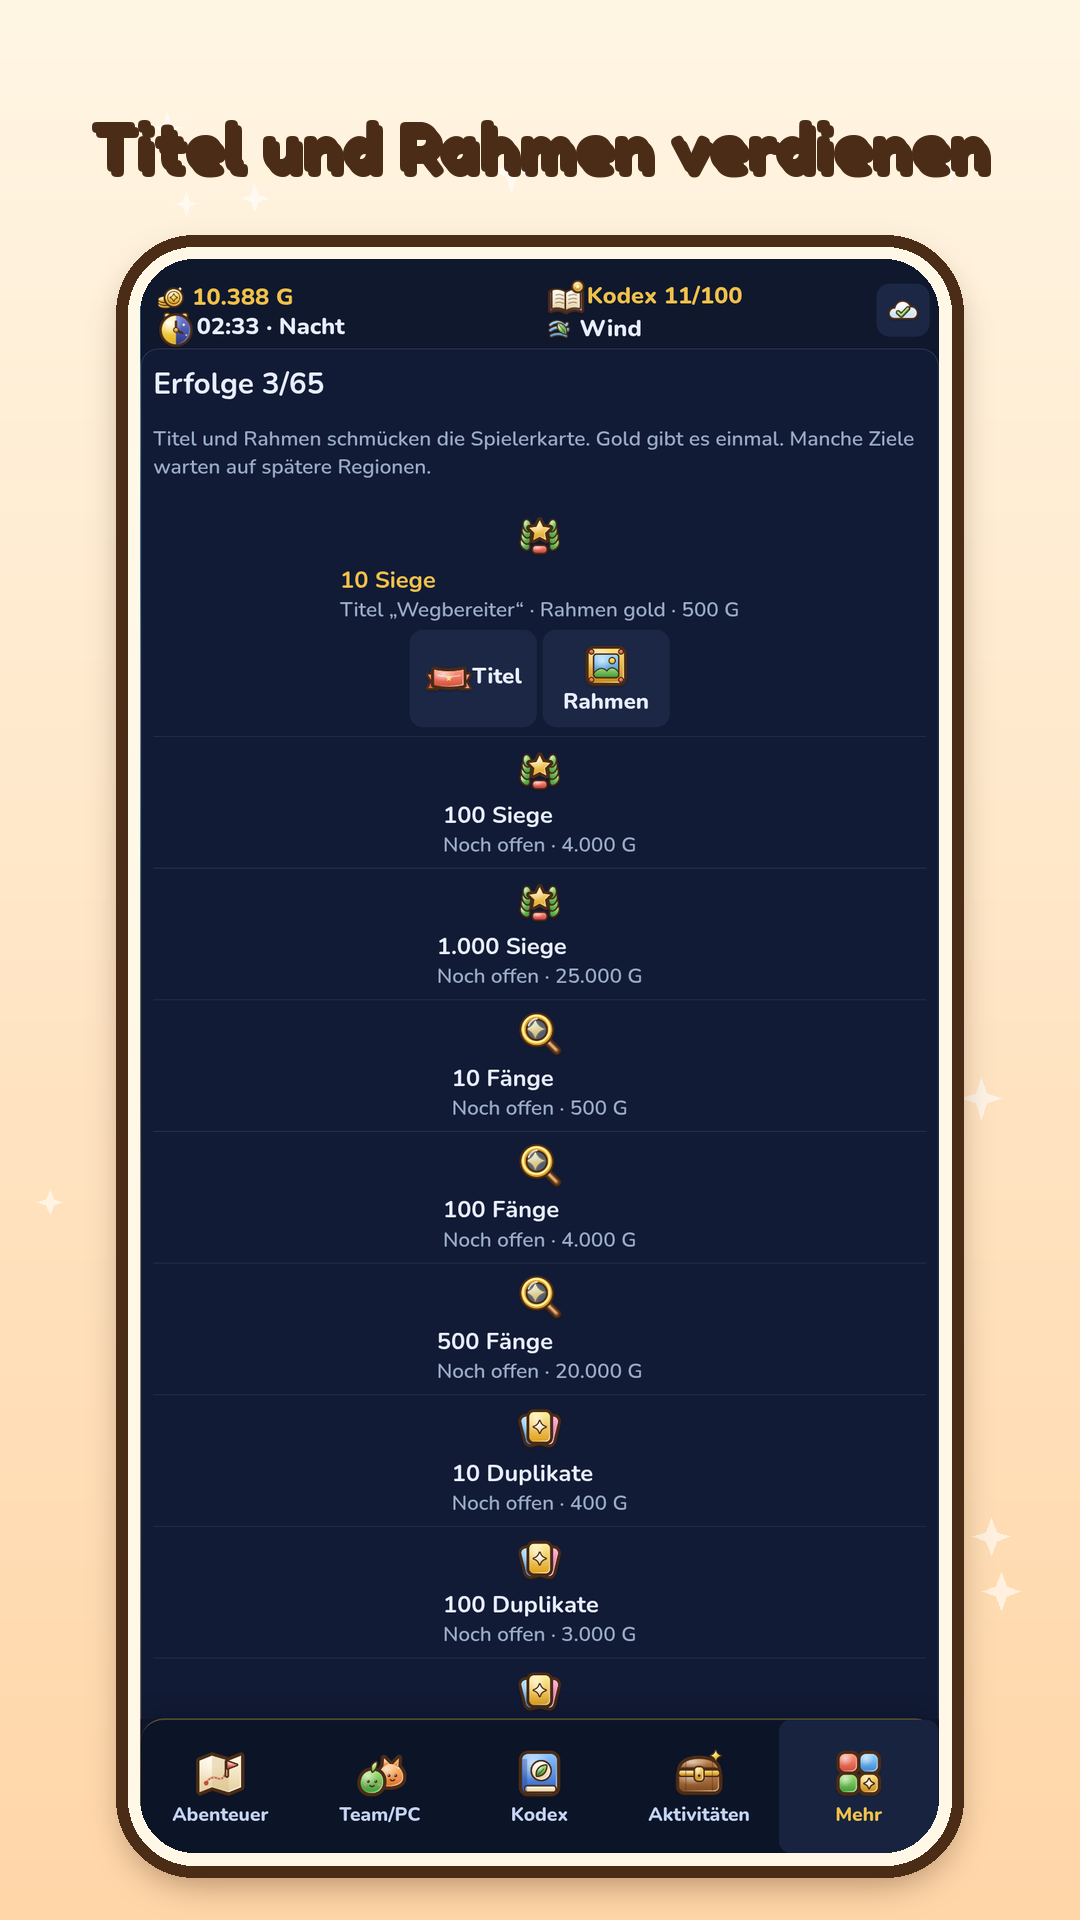 Titel und Rahmen verdienen
10.388 G
Kodex 11/100
02:33 · Nacht
Wind
Erfolge 3/65
Titel und Rahmen schmücken die Spielerkarte. Gold gibt es einmal. Manche Ziele
warten auf spätere Regionen.
10 Siege
Titel „Wegbereiter“ · Rahmen gold · 500 G
Titel
Rahmen
100 Siege
Noch offen · 4.000 G
1.000 Siege
Noch offen · 25.000 G
10 Fänge
Noch offen · 500 G
100 Fänge
Noch offen · 4.000 G
500 Fänge
Noch offen · 20.000 G
10 Duplikate
Noch offen · 400 G
100 Duplikate
Noch offen · 3.000 G
Abenteuer
Team/PC
Kodex
Aktivitäten
Mehr